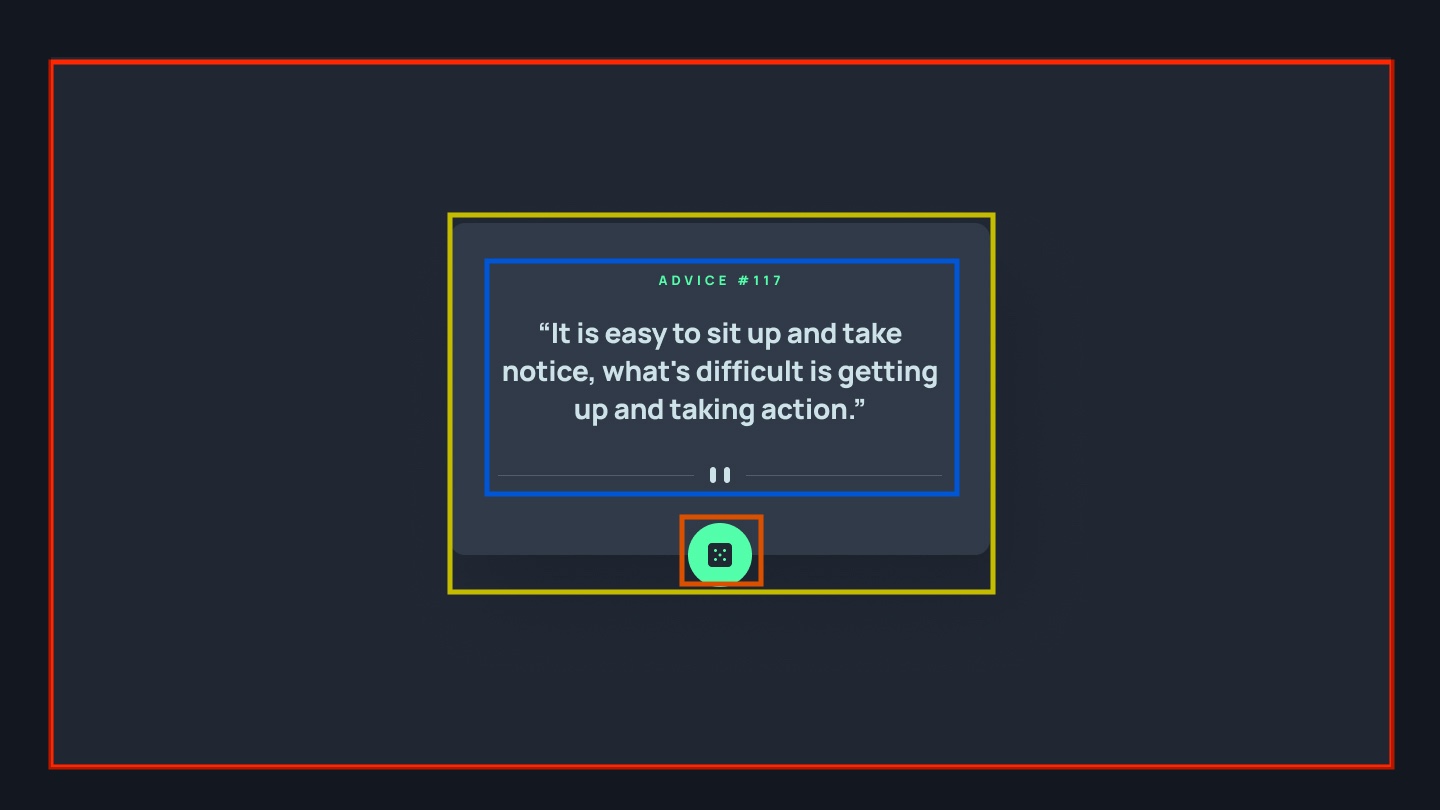 ADVICE #117
“It is easy to sit up and take
notice, what's difficult is getting
up and taking action.”